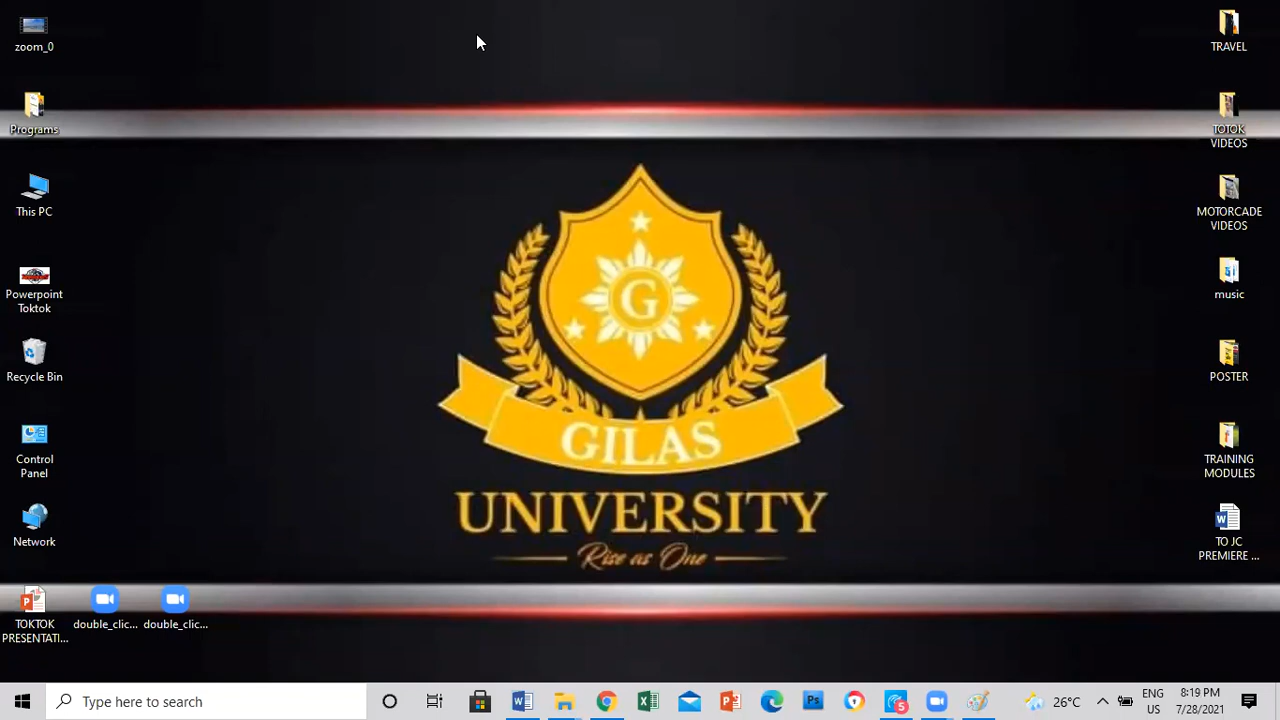 zoom_0
Programs
This PC
Powerpoint
Toktok
Recycle Bin
Control
Panel
Network
TOKTOK
PRESENTATI...
double_clic...
double_clic...
G
GILAS
UNIVERSITY
Rise as One
TRAVEL
TOTOK
VIDEOS
MOTORCADE
VIDEOS
music
POSTER
TRAINING
MODULES
TO JC
PREMIERE ...
Type here to search
5
26°C
ENG
US
8:19 PM
7/28/2021